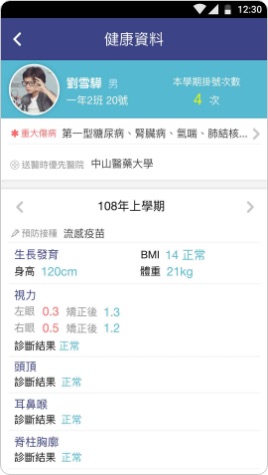 12:30
健康資料
劉雪驊 男
一年2班 20號
本學期掛號次數
4 次
重大傷病 第一型糖尿病、腎臟病、氣喘、肺結核...
送醫時優先醫院 中山醫藥大學
108年上學期
預防接種 流感疫苗
生長發育 BMI 14 正常
身高 120cm 體重 21kg
視力
左眼 0.3 矯正後 1.3
右眼 0.5 矯正後 1.2
診斷結果 正常
頭頂
診斷結果 正常
耳鼻喉
診斷結果 正常
脊柱胸廓
診斷結果 正常